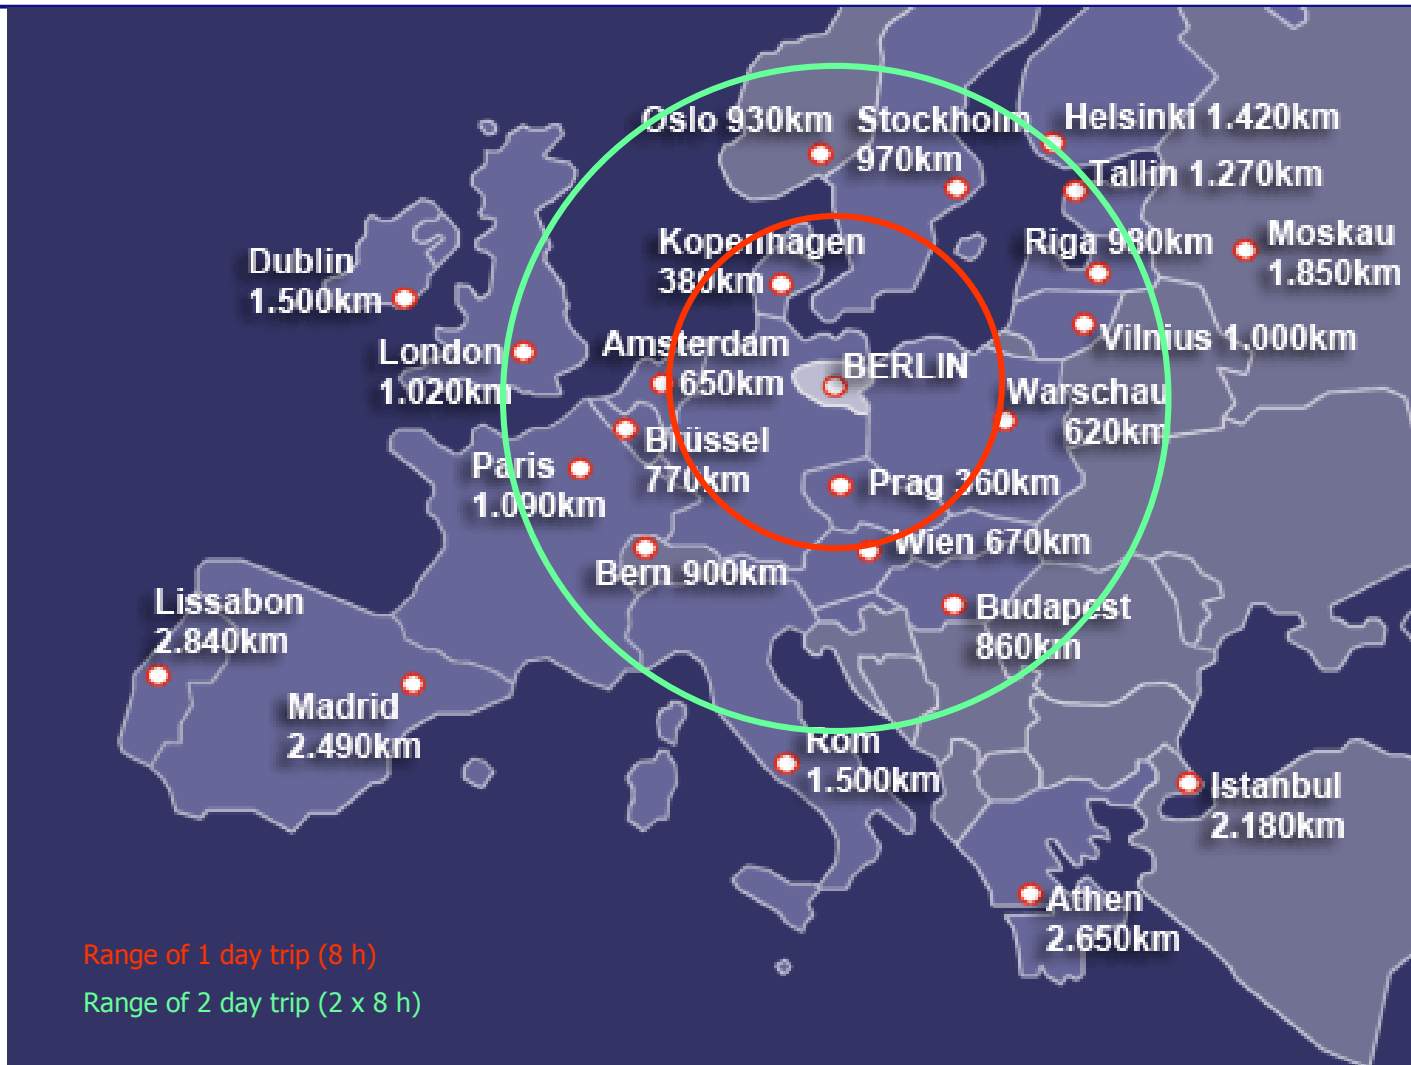 Oslo 930km
Stockholm
970km
Helsinki 1.420km
Tallin 1.270km
Kopenhagen
380km
Riga 980km
Moskau
1.850km
Dublin
1.500km
London
1.020km
Amsterdam
650km
BERLIN
Vilnius 1.000km
Warschau
620km
Brüssel
770km
Paris
1.090km
Prag 360km
Wien 670km
Bern 900km
Lissabon
2.840km
Budapest
860km
Madrid
2.490km
Rom
1.500km
Istanbul
2.180km
Athen
2.650km
Range of 1 day trip (8 h)
Range of 2 day trip (2 x 8 h)